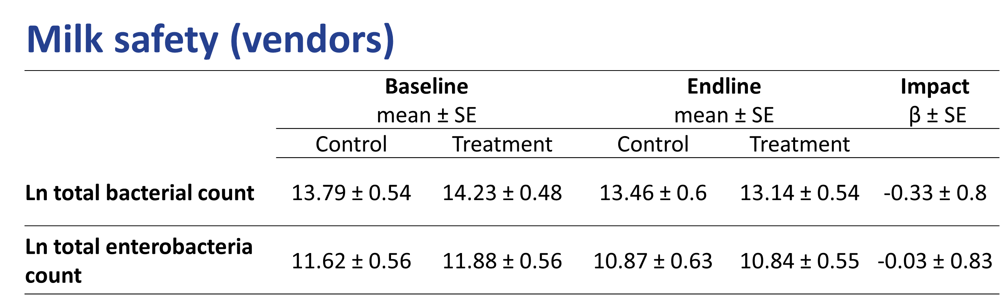 Milk safety (vendors)
Baseline Endline Impact
mean ± SE mean ± SE β ± SE
Control Treatment Control Treatment
Ln total bacterial count 13.79 ± 0.54 14.23 ± 0.48 13.46 ± 0.6 13.14 ± 0.54 -0.33 ± 0.8
Ln total enterobacteria
count 11.62 ± 0.56 11.88 ± 0.56 10.87 ± 0.63 10.84 ± 0.55 -0.03 ± 0.83